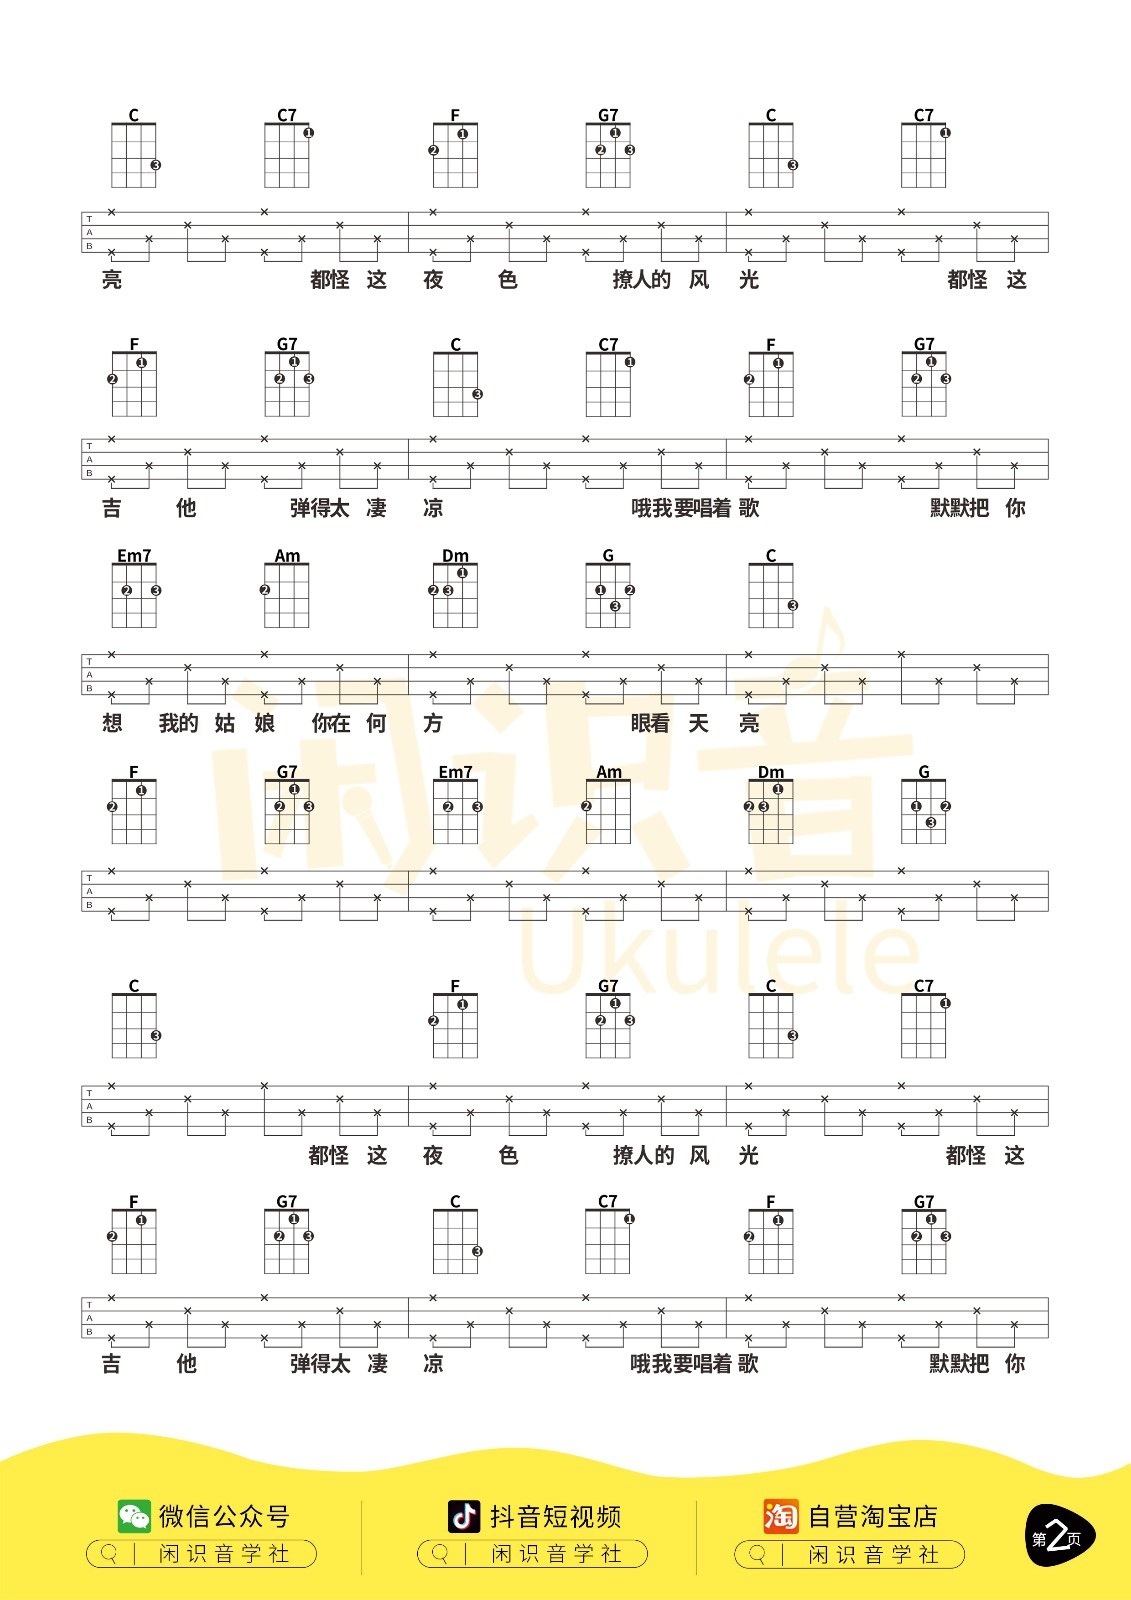 C C7 F G7 C C7
T
A
B
亮 都怪 这 夜 色 撩人的 风 光 都怪 这
F G7 C C7 F G7
T
A
B
吉 他 弹得太 凄 凉 哦我要唱着 歌 默默把 你
Em7 Am Dm G C
T
A
B
想 我的 姑 娘 你在 何 方 眼看 天 亮
F G7 Em7 Am Dm G
T
A
B
闲识音
Ukulele
C F G7 C C7
T
A
B
都怪 这 夜 色 撩人的 风 光 都怪 这
F G7 C C7 F G7
T
A
B
吉 他 弹得太 凄 凉 哦我要唱着 歌 默默把 你
微信公众号 抖音短视频 淘 自营淘宝店
闲识音学社 闲识音学社 闲识音学社
第2页